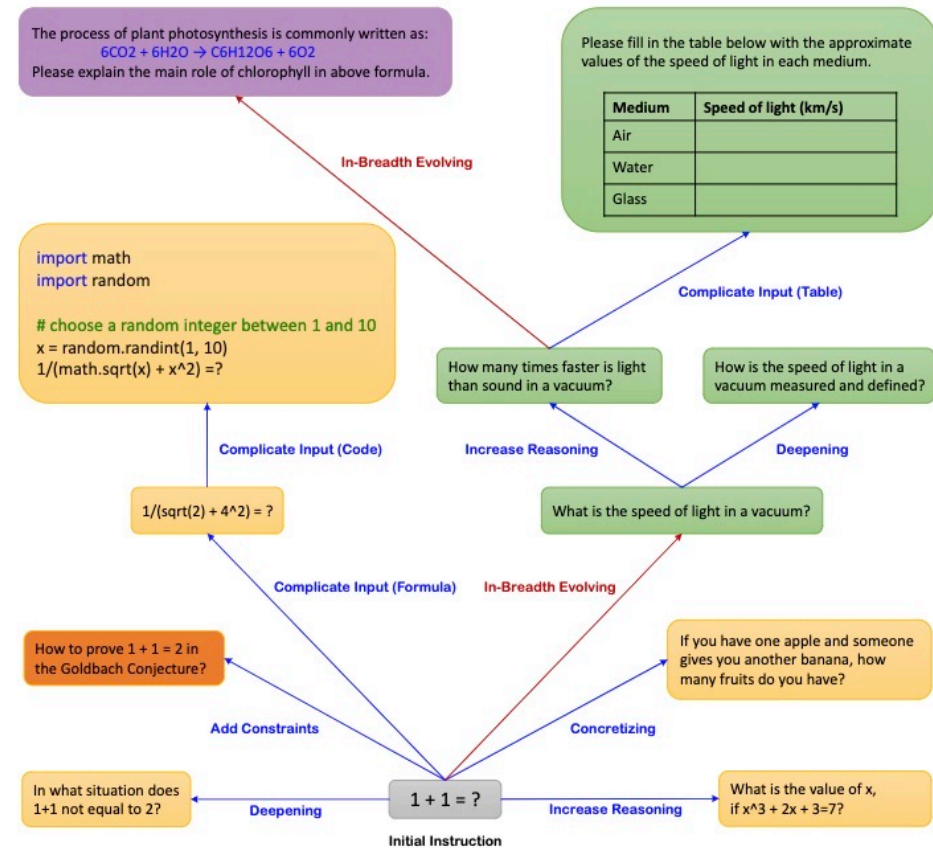 The process of plant photosynthesis is commonly written as:
6CO2 + 6H2O → C6H12O6 + 6O2
Please explain the main role of chlorophyll in above formula.
Please fill in the table below with the approximate
values of the speed of light in each medium.
Medium Speed of light (km/s)
Air
Water
Glass
In-Breadth Evolving
Complicate Input (Table)
import math
import random
# choose a random integer between 1 and 10
x = random.randint(1, 10)
1/(math.sqrt(x) + x^2) =?
How many times faster is light
than sound in a vacuum?
How is the speed of light in a
vacuum measured and defined?
Complicate Input (Code)
Increase Reasoning
Deepening
1/(sqrt(2) + 4^2) = ?
What is the speed of light in a vacuum?
Complicate Input (Formula)
In-Breadth Evolving
How to prove 1 + 1 = 2 in
the Goldbach Conjecture?
If you have one apple and someone
gives you another banana, how
many fruits do you have?
Add Constraints
Concretizing
In what situation does
1+1 not equal to 2?
Deepening
1 + 1 = ?
Increase Reasoning
What is the value of x,
if x^3 + 2x + 3=7?
Initial Instruction